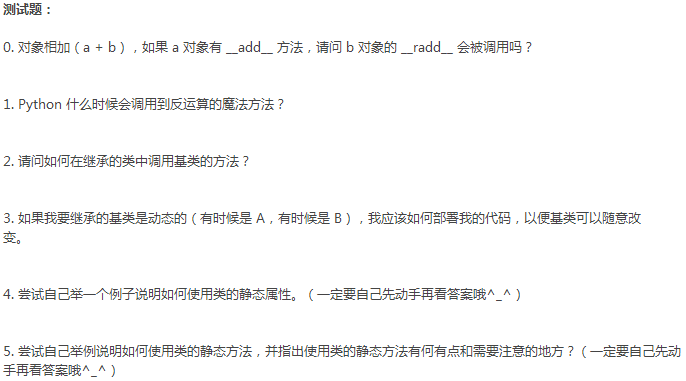 测试题：
0. 对象相加（a + b），如果 a 对象有 __add__ 方法，请问 b 对象的 __radd__ 会被调用吗？
1. Python 什么时候会调用到反运算的魔法方法？
2. 请问如何在继承的类中调用基类的方法？
3. 如果我要继承的基类是动态的（有时候是 A，有时候是 B），我应该如何部署我的代码，以便基类可以随意改
变。
4. 尝试自己举一个例子说明如何使用类的静态属性。（一定要自己先动手再看答案哦^_^）
5. 尝试自己举例说明如何使用类的静态方法，并指出使用类的静态方法有何有点和需要注意的地方？（一定要自己先动
手再看答案哦^_^）